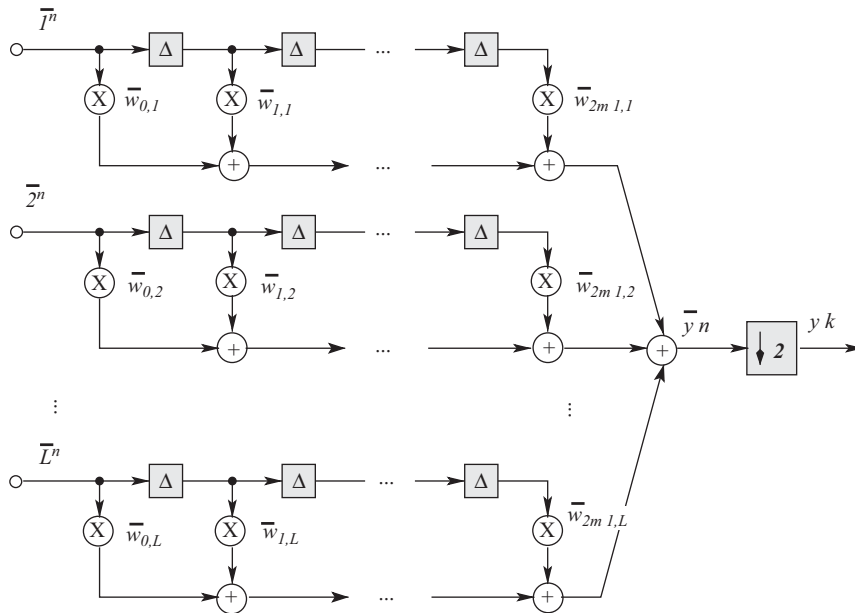 1̅ⁿ
Δ Δ ... Δ
X w̅₀,₁ X w̅₁,₁ X w̅₂ₘ ₁,₁
+ ... +
2̅ⁿ
Δ Δ ... Δ
X w̅₀,₂ X w̅₁,₂ X w̅₂ₘ ₁,₂
+ ... + + y̅ n ↓ 2 y k
⋮ ⋮
L̅ⁿ
Δ Δ ... Δ
X w̅0,L X w̅1,L X w̅2m 1,L
+ ... +